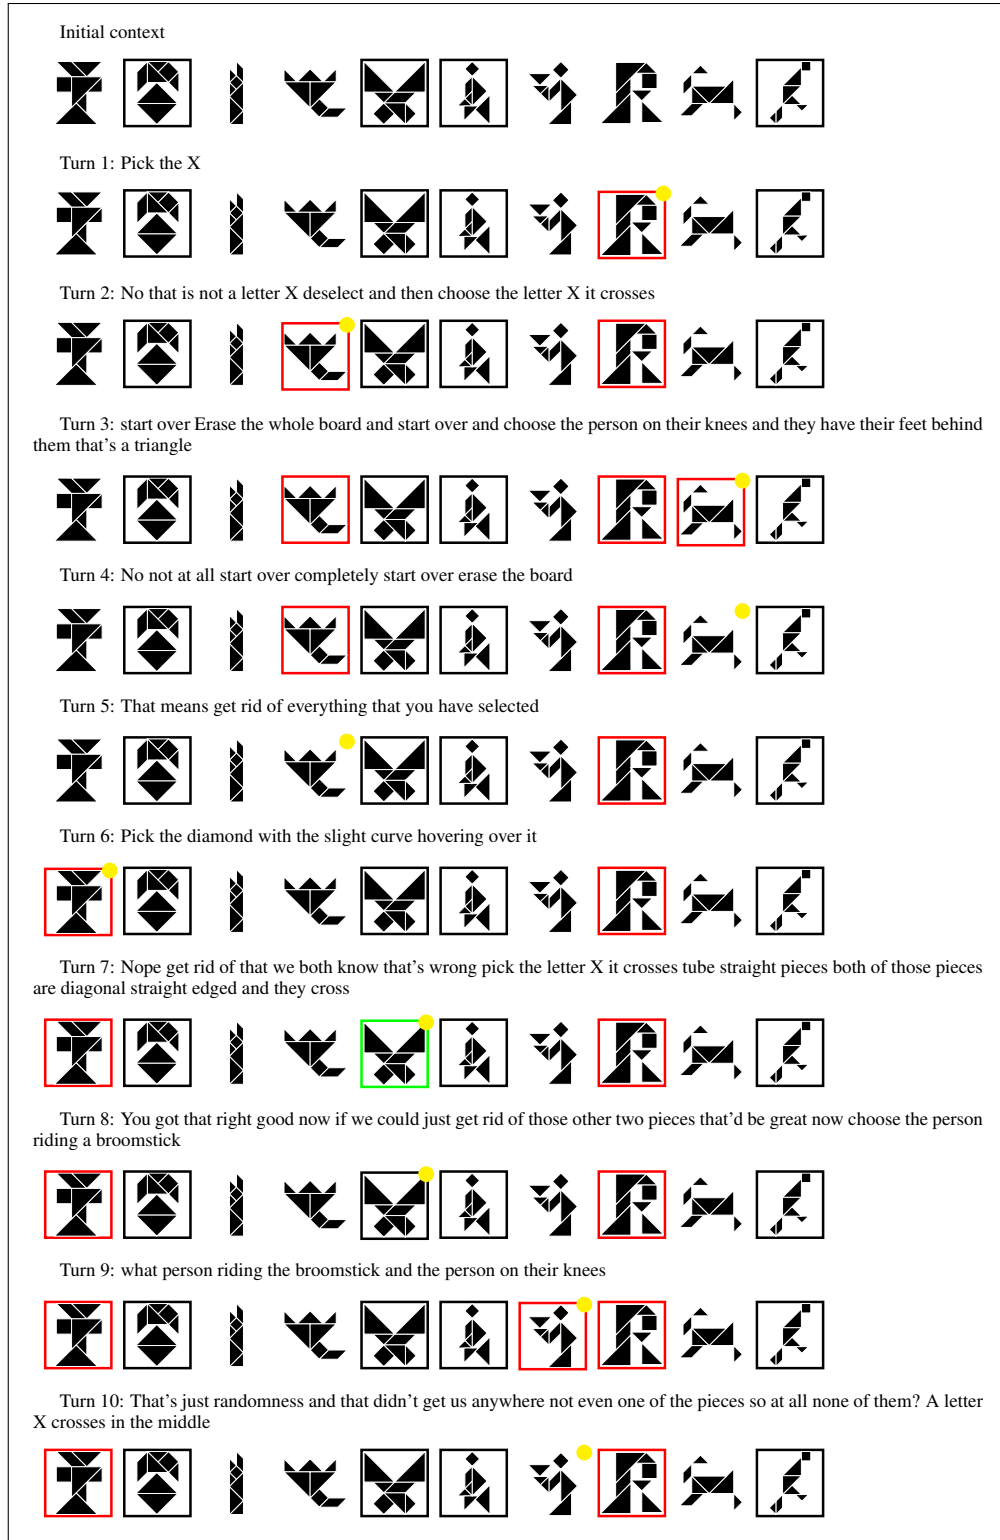 Initial context
Turn 1: Pick the X
Turn 2: No that is not a letter X deselect and then choose the letter X it crosses
Turn 3: start over Erase the whole board and start over and choose the person on their knees and they have their feet behind
them that's a triangle
Turn 4: No not at all start over completely start over erase the board
Turn 5: That means get rid of everything that you have selected
Turn 6: Pick the diamond with the slight curve hovering over it
Turn 7: Nope get rid of that we both know that's wrong pick the letter X it crosses tube straight pieces both of those pieces
are diagonal straight edged and they cross
Turn 8: You got that right good now if we could just get rid of those other two pieces that'd be great now choose the person
riding a broomstick
Turn 9: what person riding the broomstick and the person on their knees
Turn 10: That's just randomness and that didn't get us anywhere not even one of the pieces so at all none of them? A letter
X crosses in the middle